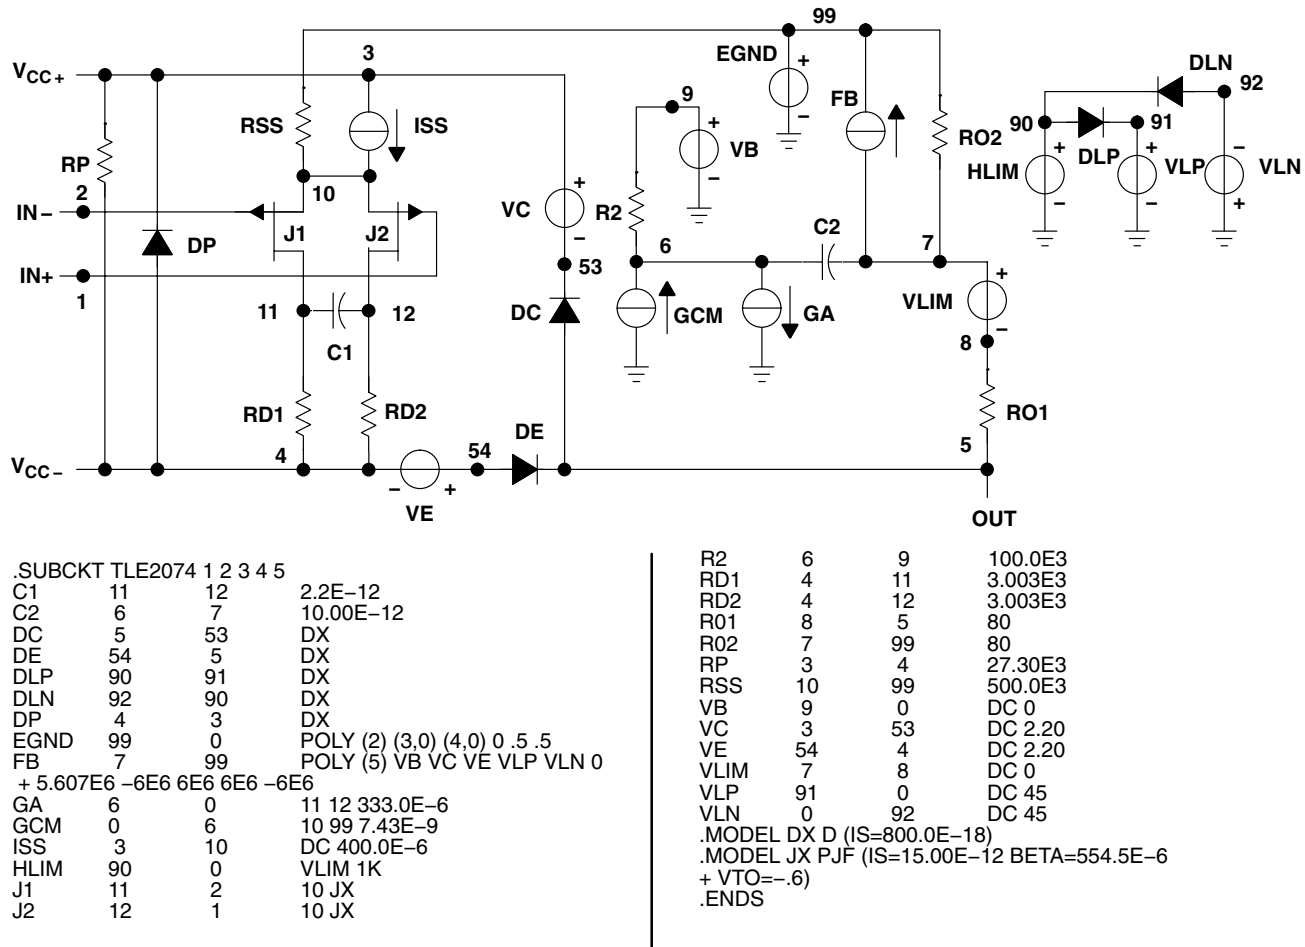 99
3
EGND
+
−
FB
RO2
DLN
92
VCC+
RSS
ISS
9
+
−
VB
90
91
DLP
+
−
HLIM
+
−
VLP
−
+
VLN
RP
2
IN−
10
J1
J2
DP
+
−
VC
R2
6
C2
7
IN+
1
53
GCM
GA
VLIM
+
−
8
11
12
C1
DC
RD1
RD2
RO1
DE
54
5
VCC−
4
−
+
VE
OUT
.SUBCKT TLE2074 1 2 3 4 5
C1 11 12 2.2E−12
C2 6 7 10.00E−12
DC 5 53 DX
DE 54 5 DX
DLP 90 91 DX
DLN 92 90 DX
DP 4 3 DX
EGND 99 0 POLY (2) (3,0) (4,0) 0 .5 .5
FB 7 99 POLY (5) VB VC VE VLP VLN 0
+ 5.607E6 −6E6 6E6 6E6 −6E6
GA 6 0 11 12 333.0E−6
GCM 0 6 10 99 7.43E−9
ISS 3 10 DC 400.0E−6
HLIM 90 0 VLIM 1K
J1 11 2 10 JX
J2 12 1 10 JX
R2 6 9 100.0E3
RD1 4 11 3.003E3
RD2 4 12 3.003E3
R01 8 5 80
R02 7 99 80
RP 3 4 27.30E3
RSS 10 99 500.0E3
VB 9 0 DC 0
VC 3 53 DC 2.20
VE 54 4 DC 2.20
VLIM 7 8 DC 0
VLP 91 0 DC 45
VLN 0 92 DC 45
.MODEL DX D (IS=800.0E−18)
.MODEL JX PJF (IS=15.00E−12 BETA=554.5E−6
+ VTO=−.6)
.ENDS